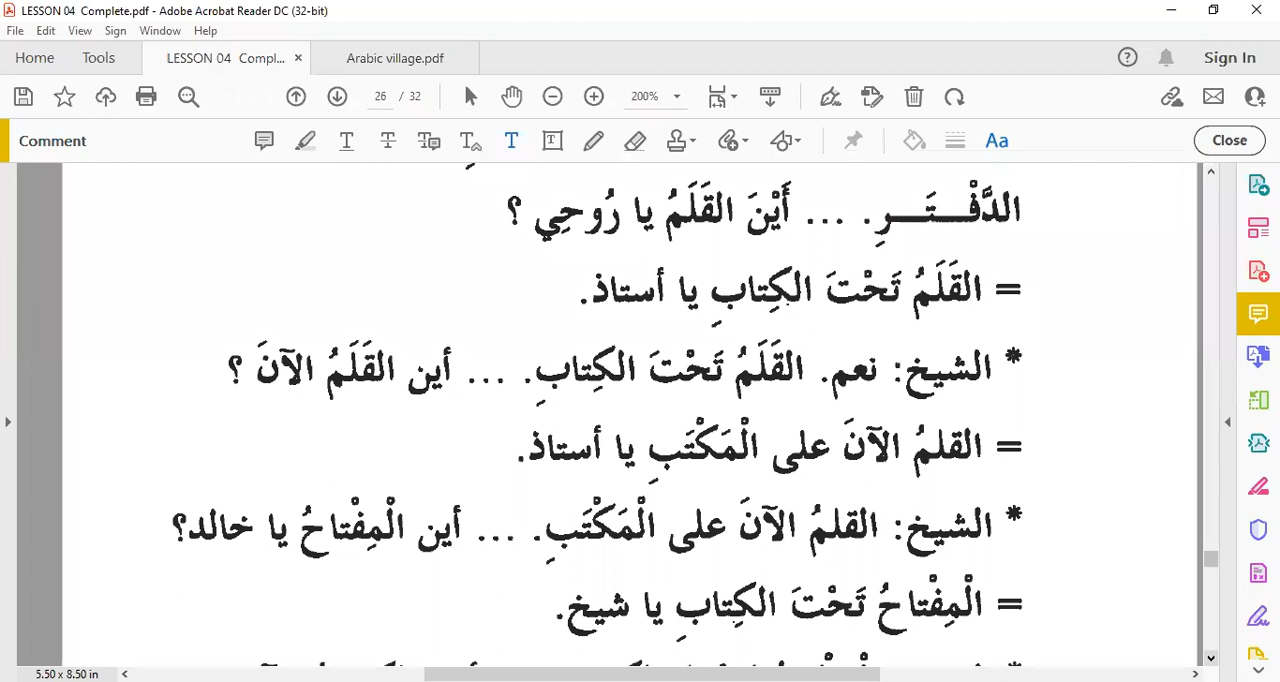 LESSON 04 Complete.pdf - Adobe Acrobat Reader DC (32-bit)
File Edit View Sign Window Help
Home Tools LESSON 04 Compl... × Arabic village.pdf Sign In
26 / 32 200%
Comment Close
الدَّفْـــتَـــرِ. ... أَيْنَ القَلَمُ يا رُوحِي ؟
= القَلَمُ تَحْتَ الكِتابِ يا أستاذ.
* الشيخ: نعم. القَلَمُ تَحْتَ الكِتابِ. ... أين القَلَمُ الآنَ ؟
= القلمُ الآنَ على الْمَكْتَبِ يا أستاذ.
* الشيخ: القلمُ الآنَ على الْمَكْتَبِ. ... أين الْمِفْتاحُ يا خالد؟
= الْمِفْتاحُ تَحْتَ الكِتابِ يا شيخ.
5.50 x 8.50 in